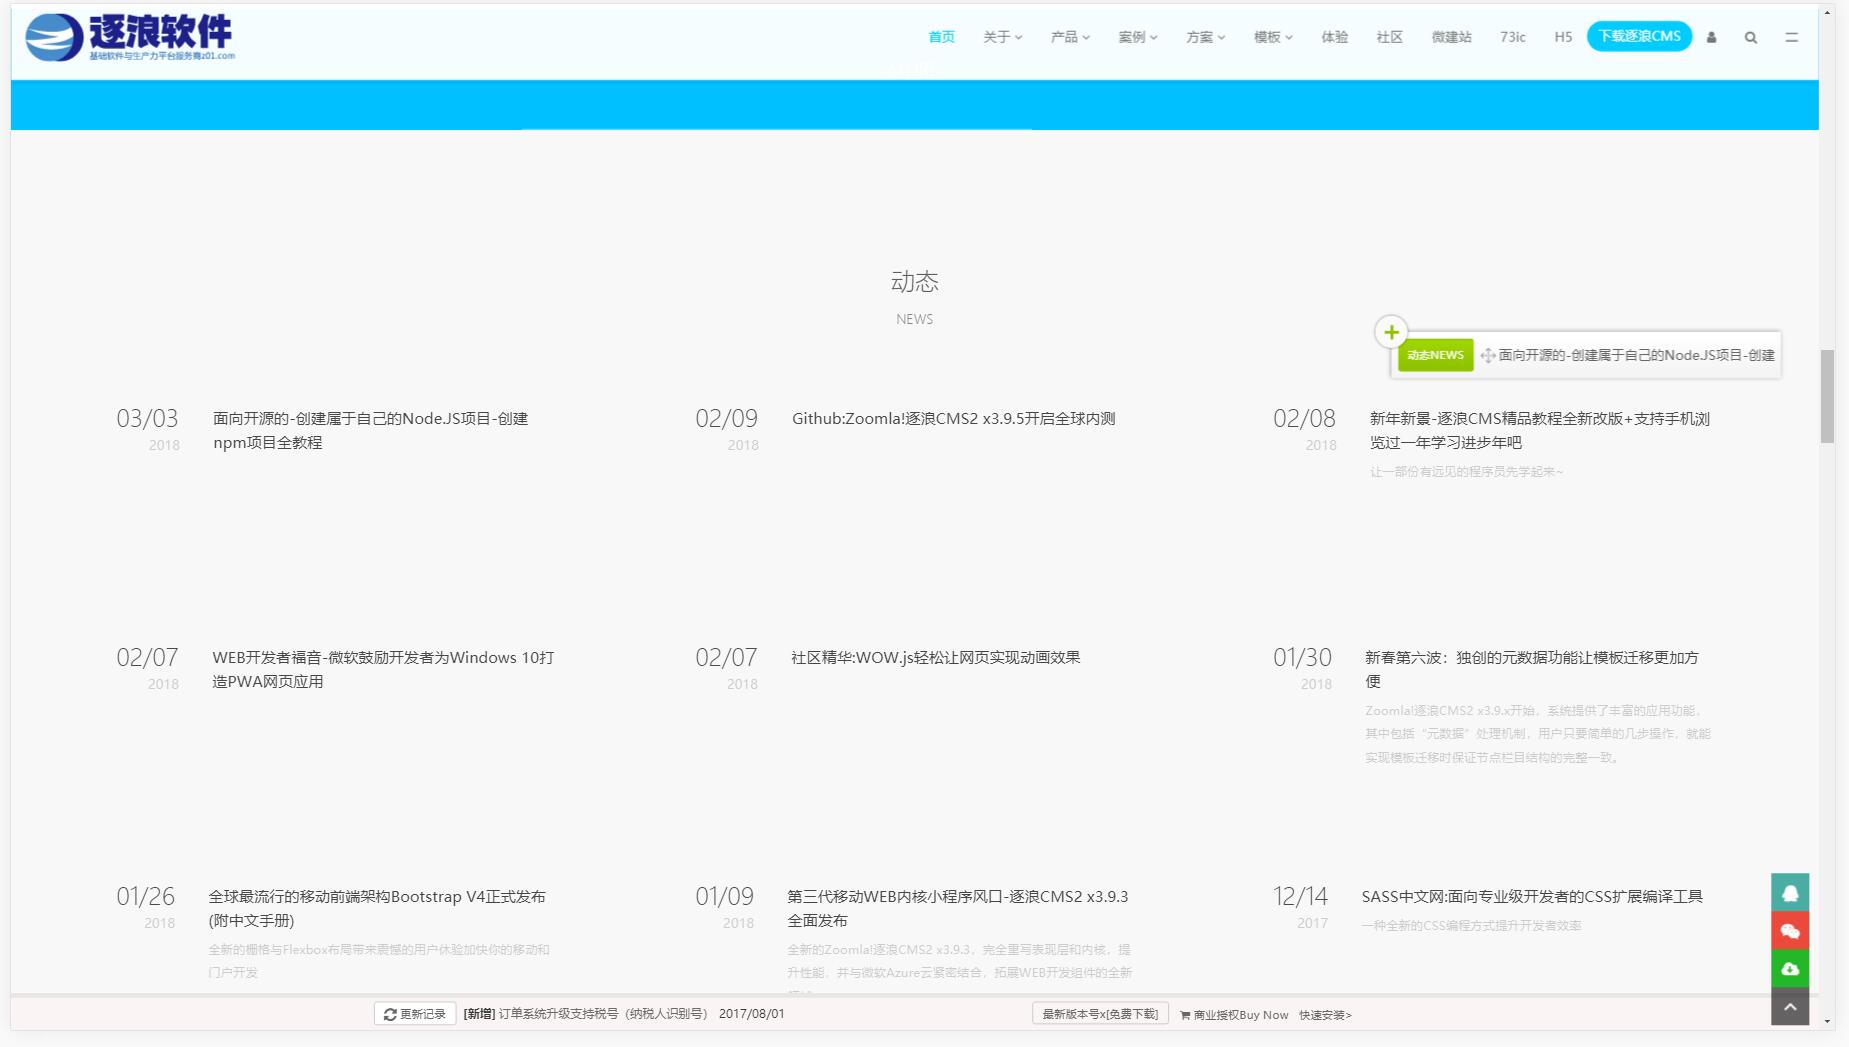 逐浪软件
基础软件与生产力平台服务商z01.com
首页 关于 产品 案例 方案 模板 体验 社区 微建站 73ic H5 下载逐浪CMS
动态
NEWS
动态NEWS 面向开源的-创建属于自己的Node.JS项目-创建
03/03
2018
面向开源的-创建属于自己的Node.JS项目-创建
npm项目全教程
02/09
2018
Github:Zoomla!逐浪CMS2 x3.9.5开启全球内测
02/08
2018
新年新景-逐浪CMS精品教程全新改版+支持手机浏
览过一年学习进步年吧
让一部份有远见的程序员先学起来~
02/07
2018
WEB开发者福音-微软鼓励开发者为Windows 10打
造PWA网页应用
02/07
2018
社区精华:WOW.js轻松让网页实现动画效果
01/30
2018
新春第六波：独创的元数据功能让模板迁移更加方
便
Zoomla!逐浪CMS2 x3.9.x开始，系统提供了丰富的应用功能，
其中包括“元数据”处理机制，用户只要简单的几步操作，就能
实现模板迁移时保证节点栏目结构的完整一致。
01/26
2018
全球最流行的移动前端架构Bootstrap V4正式发布
(附中文手册)
全新的栅格与Flexbox布局带来震憾的用户体验加快你的移动和
门户开发
01/09
2018
第三代移动WEB内核小程序风口-逐浪CMS2 x3.9.3
全面发布
全新的Zoomla!逐浪CMS2 x3.9.3，完全重写表现层和内核，提
升性能，并与微软Azure云紧密结合，拓展WEB开发组件的全新
12/14
2017
SASS中文网:面向专业级开发者的CSS扩展编译工具
一种全新的CSS编程方式提升开发者效率
更新记录 [新增] 订单系统升级支持税号（纳税人识别号） 2017/08/01
最新版本号x[免费下载] 商业授权Buy Now 快速安装>